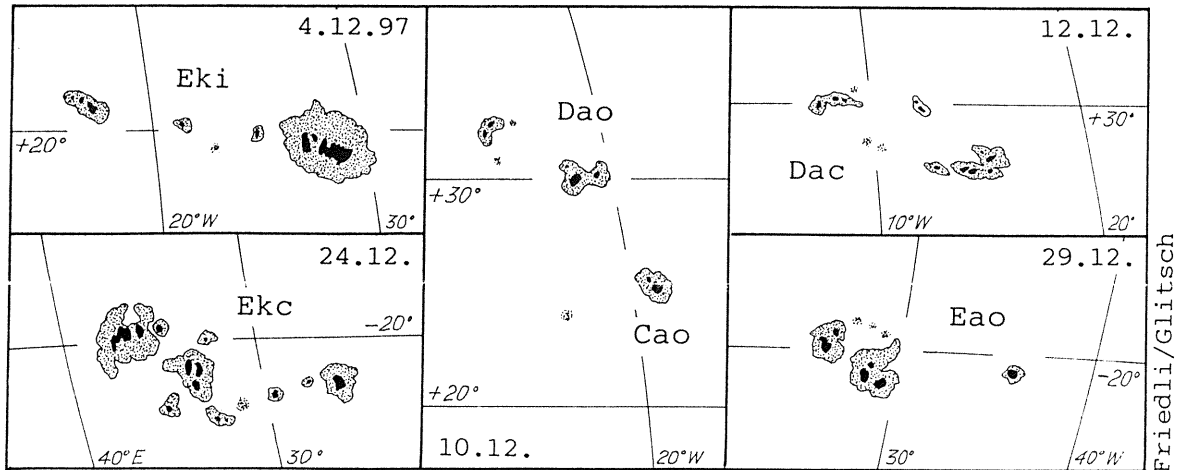 4.12.97
Eki
+20°
20°W
30°
Dao
+30°
Cao
+20°
10.12.
20°W
12.12.
+30°
Dac
10°W
20°
24.12.
Ekc
-20°
40°E
30°
29.12.
Eao
-20°
30°
40°W
Friedli/Glitsch